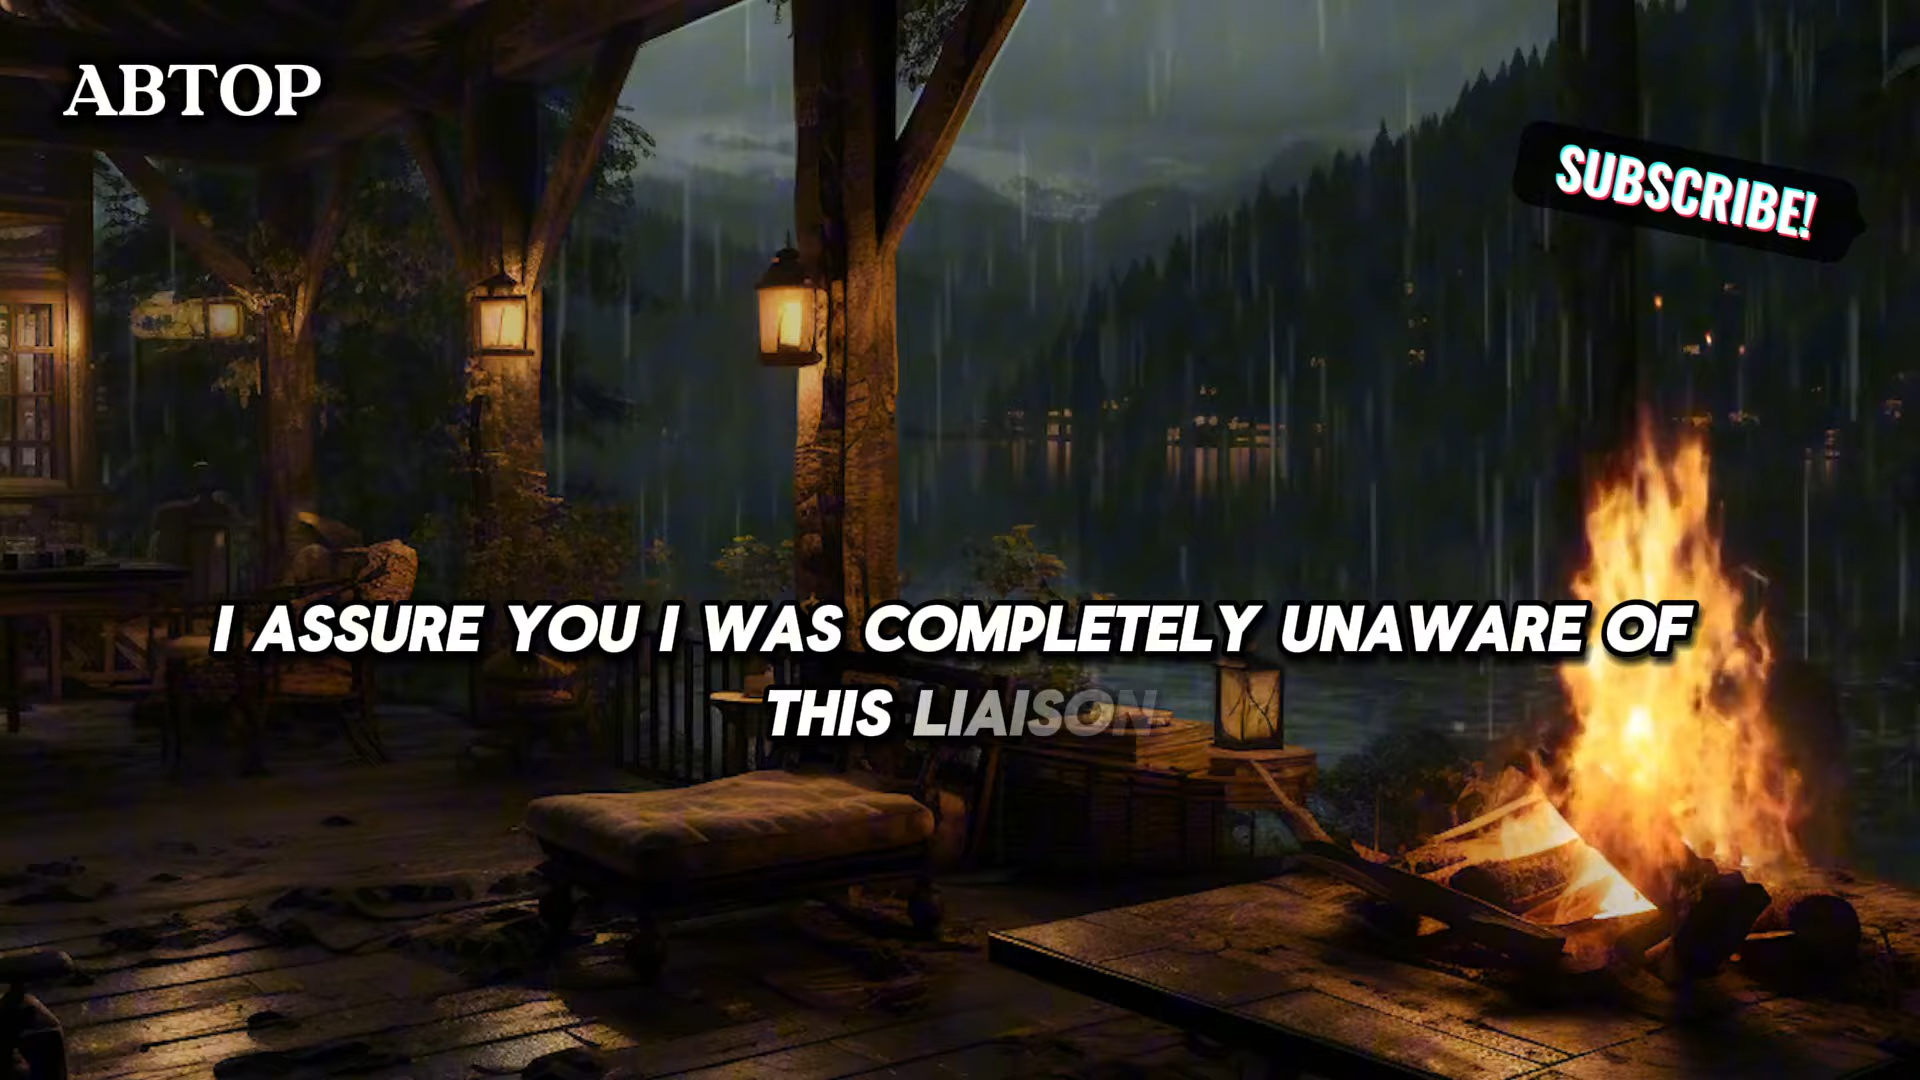 ABTOP
SUBSCRIBE!
I ASSURE YOU I WAS COMPLETELY UNAWARE OF
THIS LIAISON